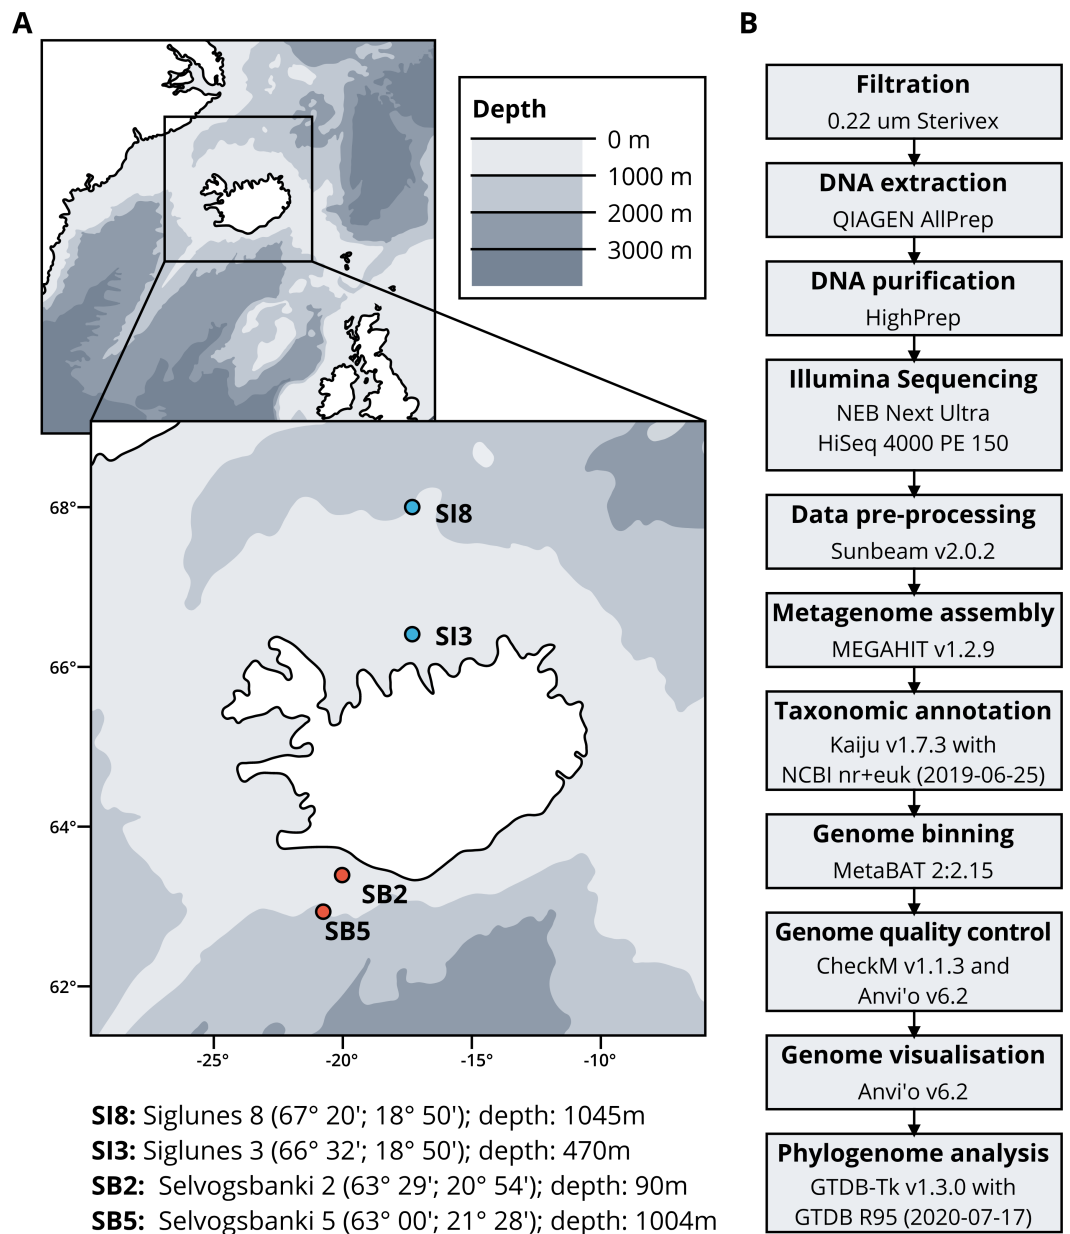 A
Depth
0 m
1000 m
2000 m
3000 m
68°
66°
64°
62°
-25°
-20°
-15°
-10°
SI8
SI3
SB2
SB5
SI8: Siglunes 8 (67° 20'; 18° 50'); depth: 1045m
SI3: Siglunes 3 (66° 32'; 18° 50'); depth: 470m
SB2: Selvogsbanki 2 (63° 29'; 20° 54'); depth: 90m
SB5: Selvogsbanki 5 (63° 00'; 21° 28'); depth: 1004m
B
Filtration
0.22 um Sterivex
DNA extraction
QIAGEN AllPrep
DNA purification
HighPrep
Illumina Sequencing
NEB Next Ultra
HiSeq 4000 PE 150
Data pre-processing
Sunbeam v2.0.2
Metagenome assembly
MEGAHIT v1.2.9
Taxonomic annotation
Kaiju v1.7.3 with
NCBI nr+euk (2019-06-25)
Genome binning
MetaBAT 2:2.15
Genome quality control
CheckM v1.1.3 and
Anvi'o v6.2
Genome visualisation
Anvi'o v6.2
Phylogenome analysis
GTDB-Tk v1.3.0 with
GTDB R95 (2020-07-17)